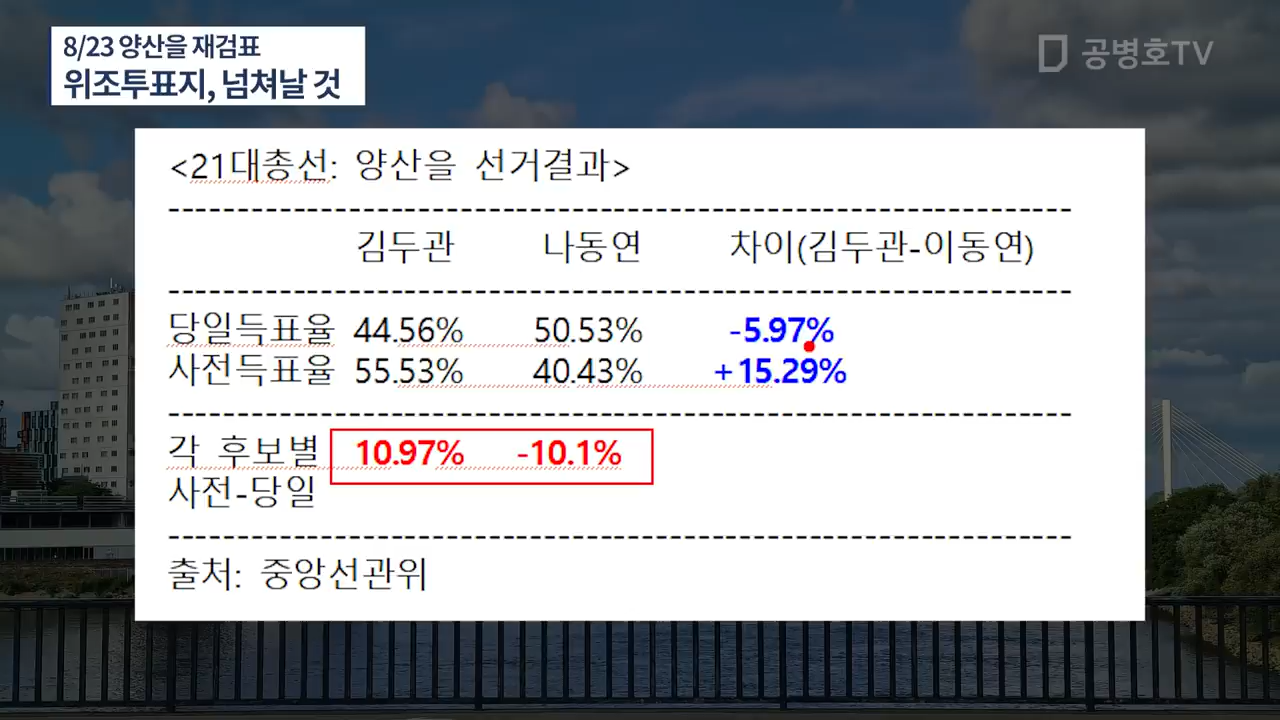 8/23 양산을 재검표
위조투표지, 넘쳐날 것
공병호TV
<21대총선: 양산을 선거결과>
김두관 나동연 차이(김두관-이동연)
당일득표율 44.56% 50.53% -5.97%
사전득표율 55.53% 40.43% +15.29%
각 후보별 10.97% -10.1%
사전-당일
출처: 중앙선관위